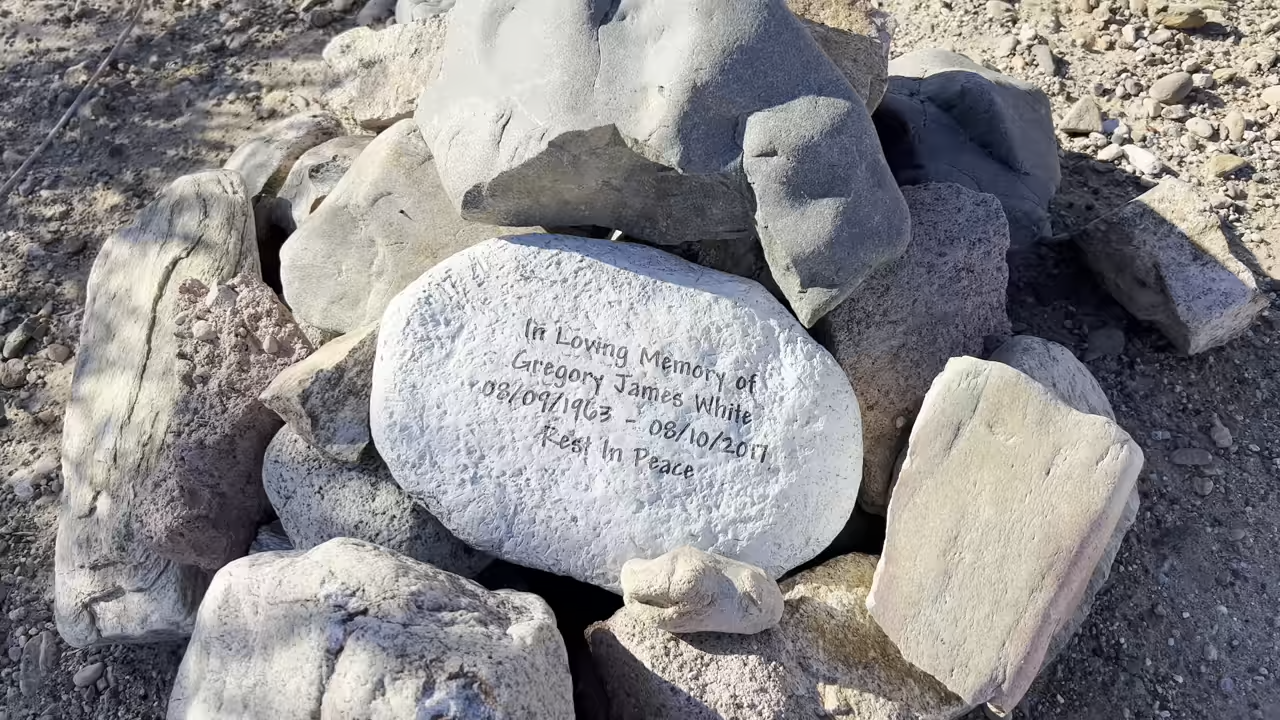 In Loving Memory of
Gregory James White
08/09/1963 - 08/10/2017
Rest In Peace